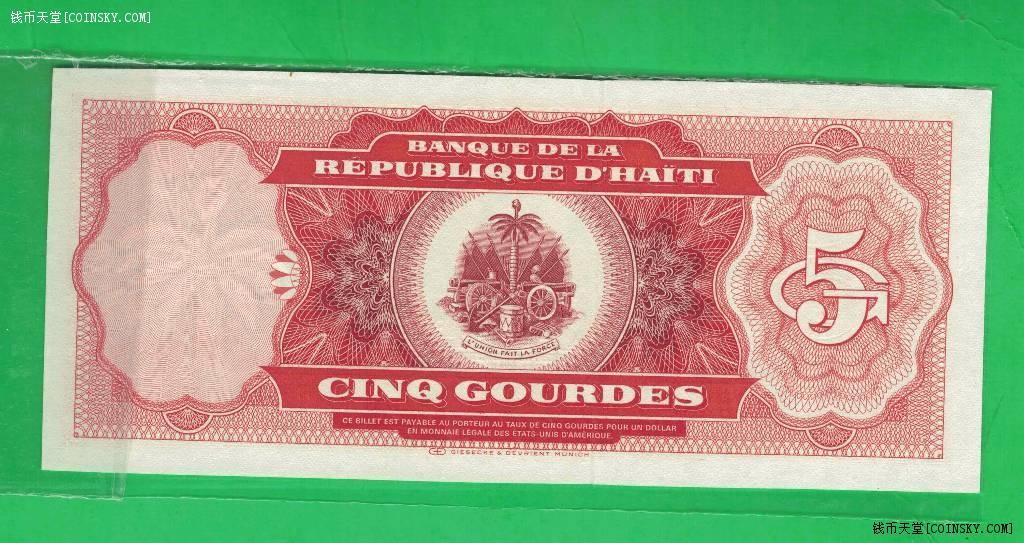 钱币天堂[COINSKY.COM]
BANQUE DE LA
RÉPUBLIQUE D'HAÏTI
5
G
L'UNION FAIT LA FORCE
CINQ GOURDES
CE BILLET EST PAYABLE AU PORTEUR AU TAUX DE CINQ GOURDES POUR UN DOLLAR
EN MONNAIE LÉGALE DES ETATS-UNIS D'AMÉRIQUE.
GIESECKE & DEVRIENT MUNICH
钱币天堂[COINSKY.COM]